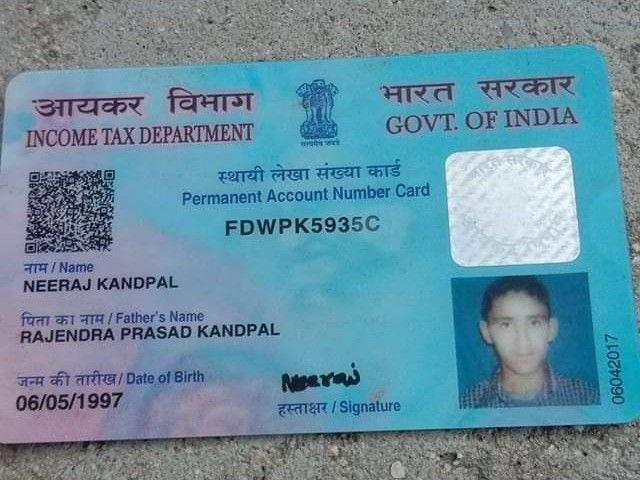 आयकर विभाग
INCOME TAX DEPARTMENT
सत्यमेव जयते
भारत सरकार
GOVT. OF INDIA
स्थायी लेखा संख्या कार्ड
Permanent Account Number Card
FDWPK5935C
भारत सरकार
नाम / Name
NEERAJ KANDPAL
पिता का नाम / Father's Name
RAJENDRA PRASAD KANDPAL
जन्म की तारीख / Date of Birth
06/05/1997
Neeraj
हस्ताक्षर / Signature
06042017